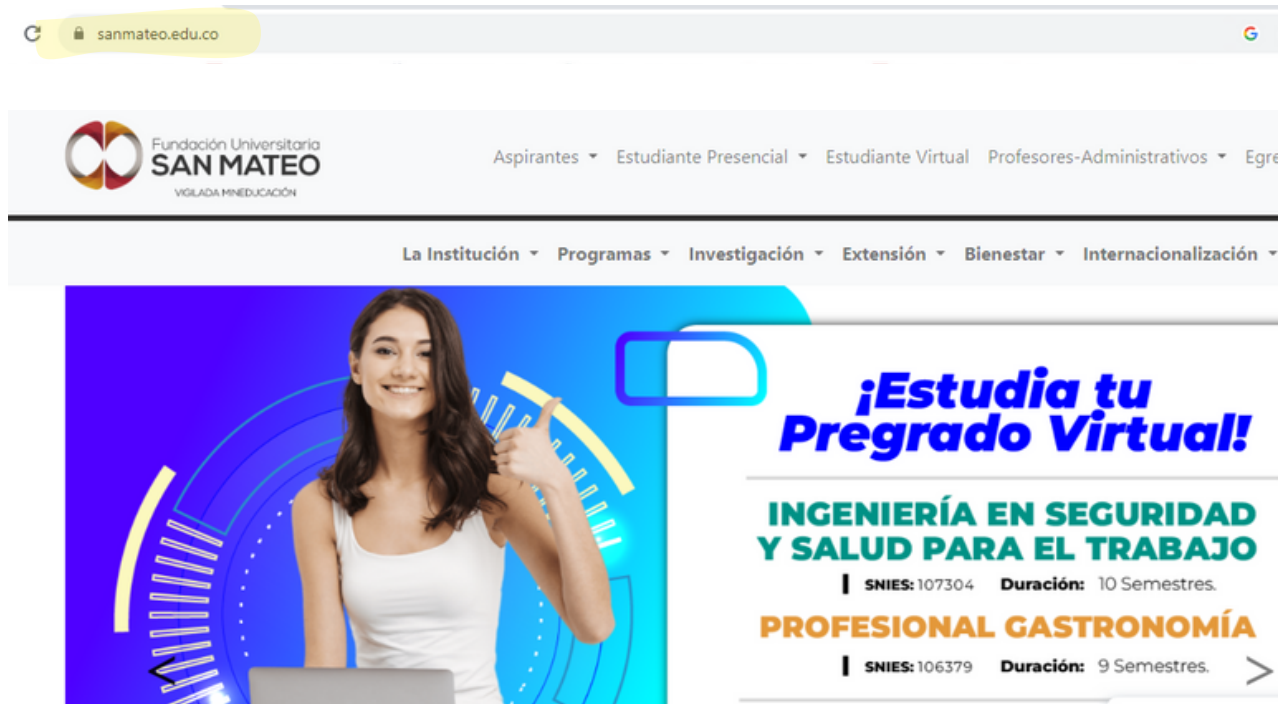 sanmateo.edu.co
Fundación Universitaria
SAN MATEO
VIGILADA MINEDUCACIÓN
Aspirantes Estudiante Presencial Estudiante Virtual Profesores-Administrativos Egre
La Institución Programas Investigación Extensión Bienestar Internacionalización
¡Estudia tu
Pregrado Virtual!
INGENIERÍA EN SEGURIDAD
Y SALUD PARA EL TRABAJO
SNIES: 107304 Duración: 10 Semestres.
PROFESIONAL GASTRONOMÍA
SNIES: 106379 Duración: 9 Semestres.